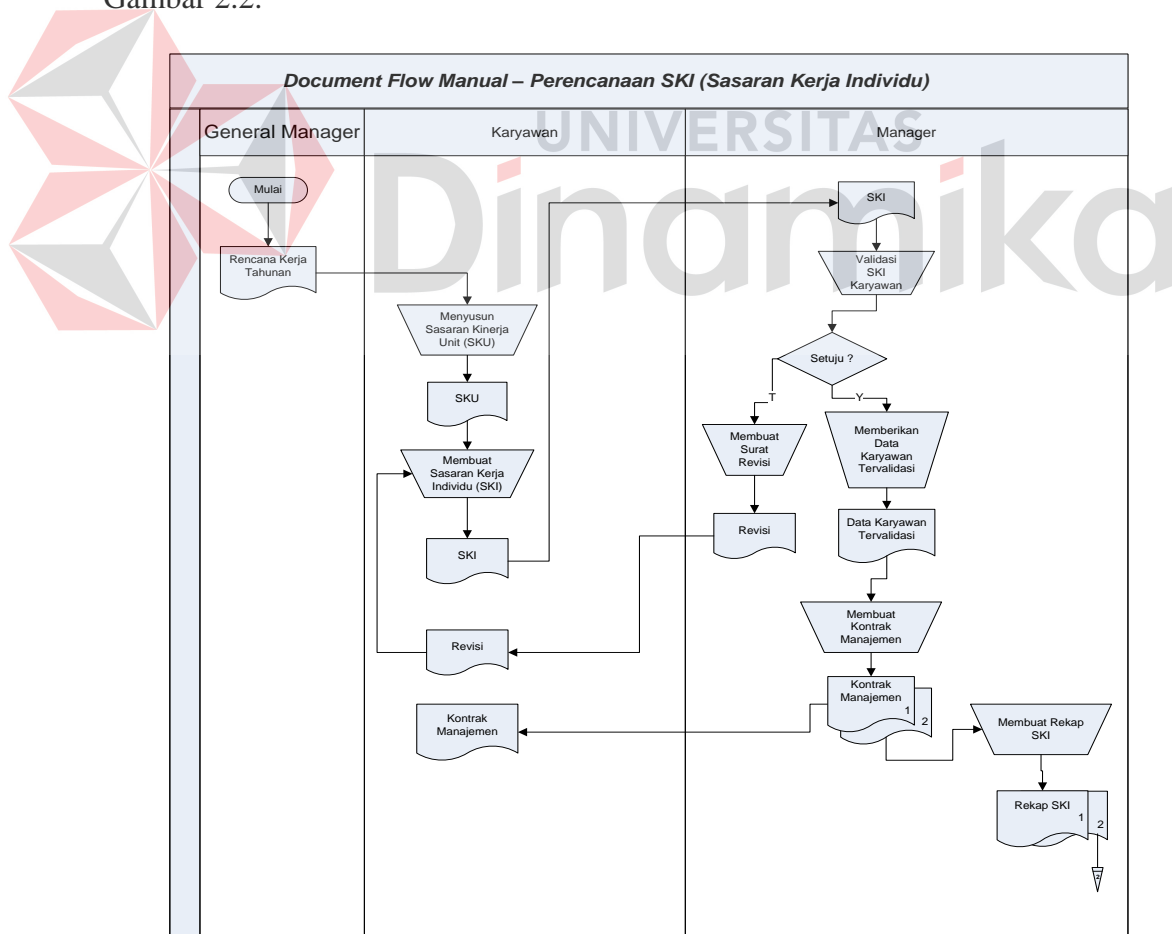 Gambar 2.2.
Document Flow Manual – Perencanaan SKI (Sasaran Kerja Individu)
General Manager
Karyawan
Manager
UNIVERSITAS
Dinamika
Mulai
Rencana Kerja
Tahunan
Menyusun
Sasaran Kinerja
Unit (SKU)
SKU
Membuat
Sasaran Kerja
Individu (SKI)
SKI
Revisi
Kontrak
Manajemen
SKI
Validasi
SKI
Karyawan
Setuju ?
T
Y
Membuat
Surat
Revisi
Revisi
Memberikan
Data
Karyawan
Tervalidasi
Data Karyawan
Tervalidasi
Membuat
Kontrak
Manajemen
Kontrak
Manajemen
1
2
Membuat Rekap
SKI
Rekap SKI
1
2